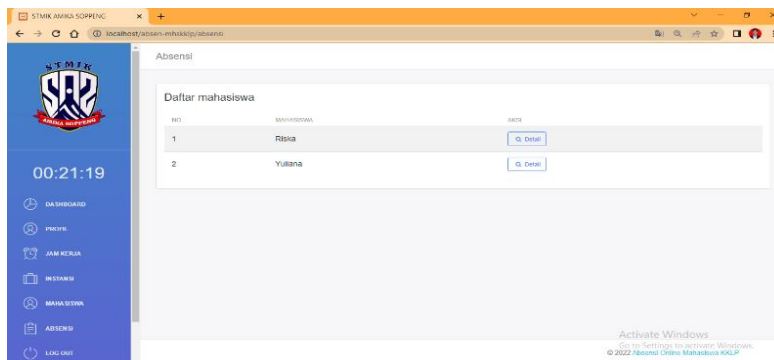 STMIK AMIKA SOPPENG
localhost/absen-mhskklp/absensi
STMIK
AMIKA SOPPENG
00:21:19
DASHBOARD
PROFIL
JAM KERJA
INSTANSI
MAHASISWA
ABSENSI
LOG OUT
Absensi
Daftar mahasiswa
NO MAHASISWA AKSI
1 Riska Detail
2 Yuliana Detail
Activate Windows
Go to Settings to activate Windows.
© 2022 Absensi Online Mahasiswa KKLP